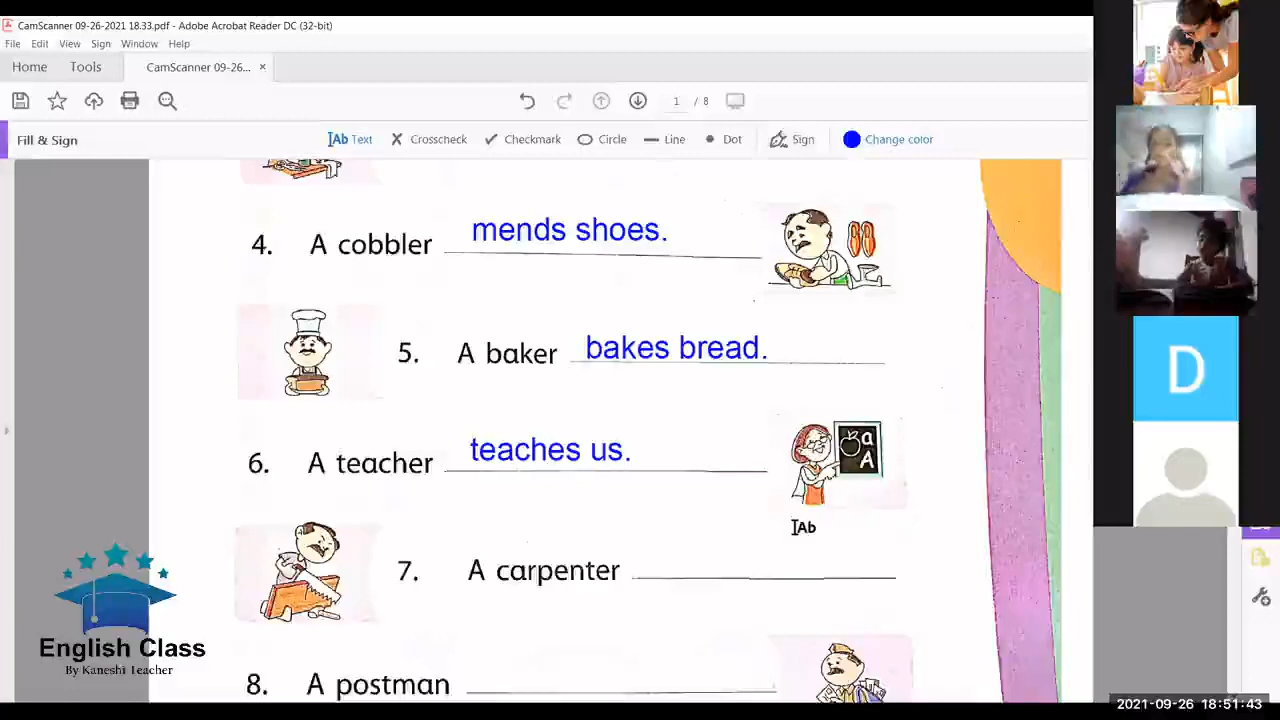 CamScanner 09-26-2021 18.33.pdf - Adobe Acrobat Reader DC (32-bit)
File Edit View Sign Window Help
Home Tools CamScanner 09-26... ×
1 / 8
Fill & Sign Ab Text Crosscheck Checkmark Circle Line Dot Sign Change color
4. A cobbler mends shoes.
5. A baker bakes bread.
a
A
6. A teacher teaches us.
Ab
7. A carpenter
8. A postman
D
English Class
By Kaneshi Teacher
2021-09-26 18:51:43